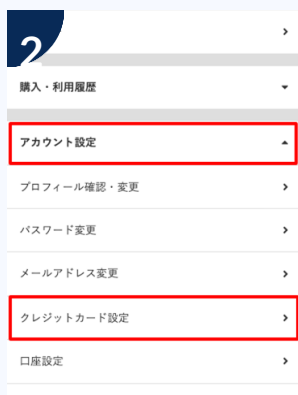 2
購入・利用履歴
アカウント設定
プロフィール確認・変更
パスワード変更
メールアドレス変更
クレジットカード設定
口座設定